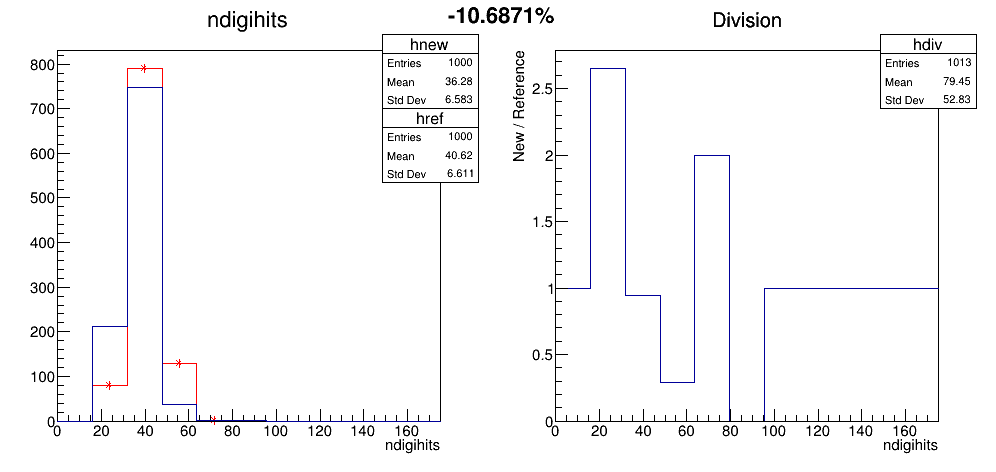 -10.6871%
ndigihits
hnew
Entries 1000
Mean 36.28
Std Dev 6.583
href
Entries 1000
Mean 40.62
Std Dev 6.611
800
700
600
500
400
300
200
100
0
0 20 40 60 80 100 120 140 160
ndigihits
Division
hdiv
Entries 1013
Mean 79.45
Std Dev 52.83
New / Reference
2.5
2
1.5
1
0.5
0
0 20 40 60 80 100 120 140 160
ndigihits